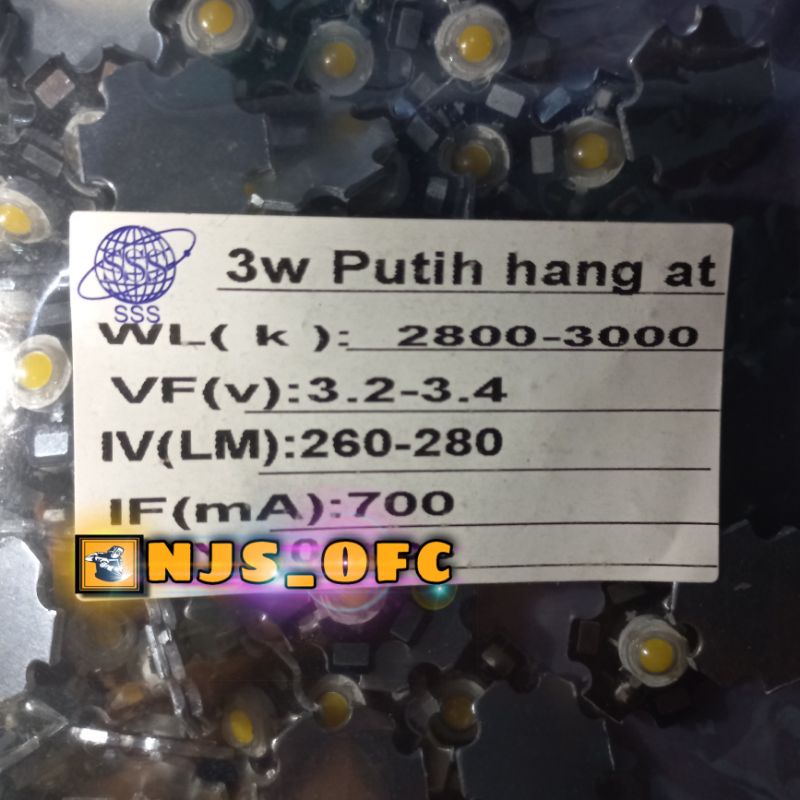 SSS
SSS
3w Putih hang at
WL( k ): 2800-3000
VF(v):3.2-3.4
IV(LM):260-280
IF(mA):700
NJS_OFC